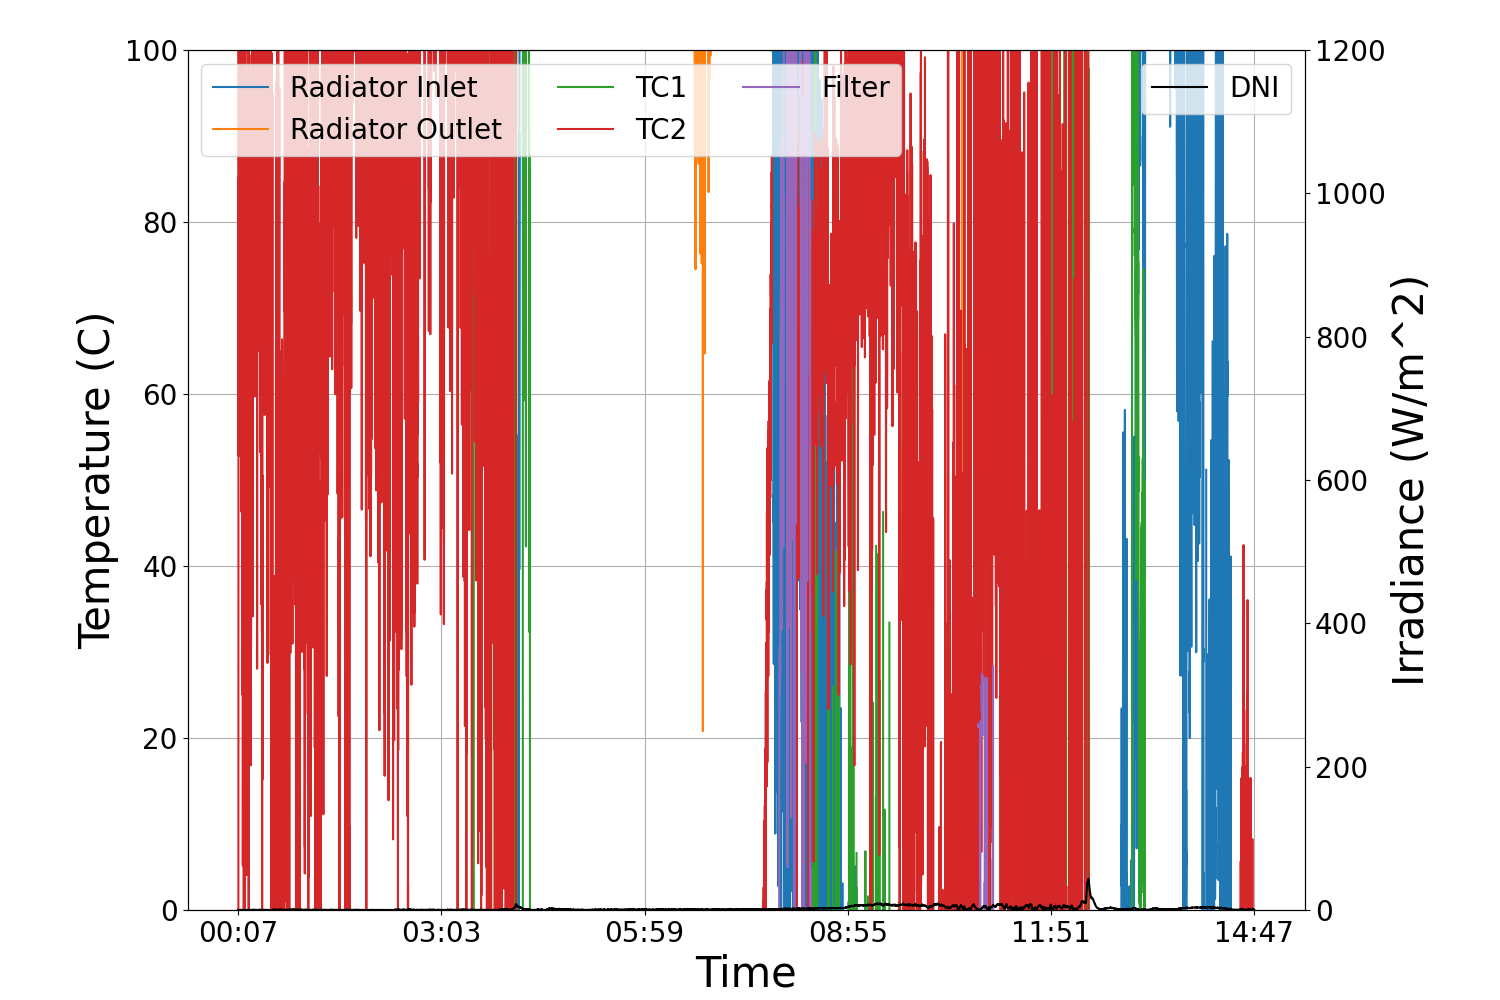 Radiator Inlet
Radiator Outlet
TC1
TC2
Filter
DNI
Temperature (C)
100
80
60
40
20
0
Irradiance (W/m^2)
1200
1000
800
600
400
200
0
00:07 03:03 05:59 08:55 11:51 14:47
Time